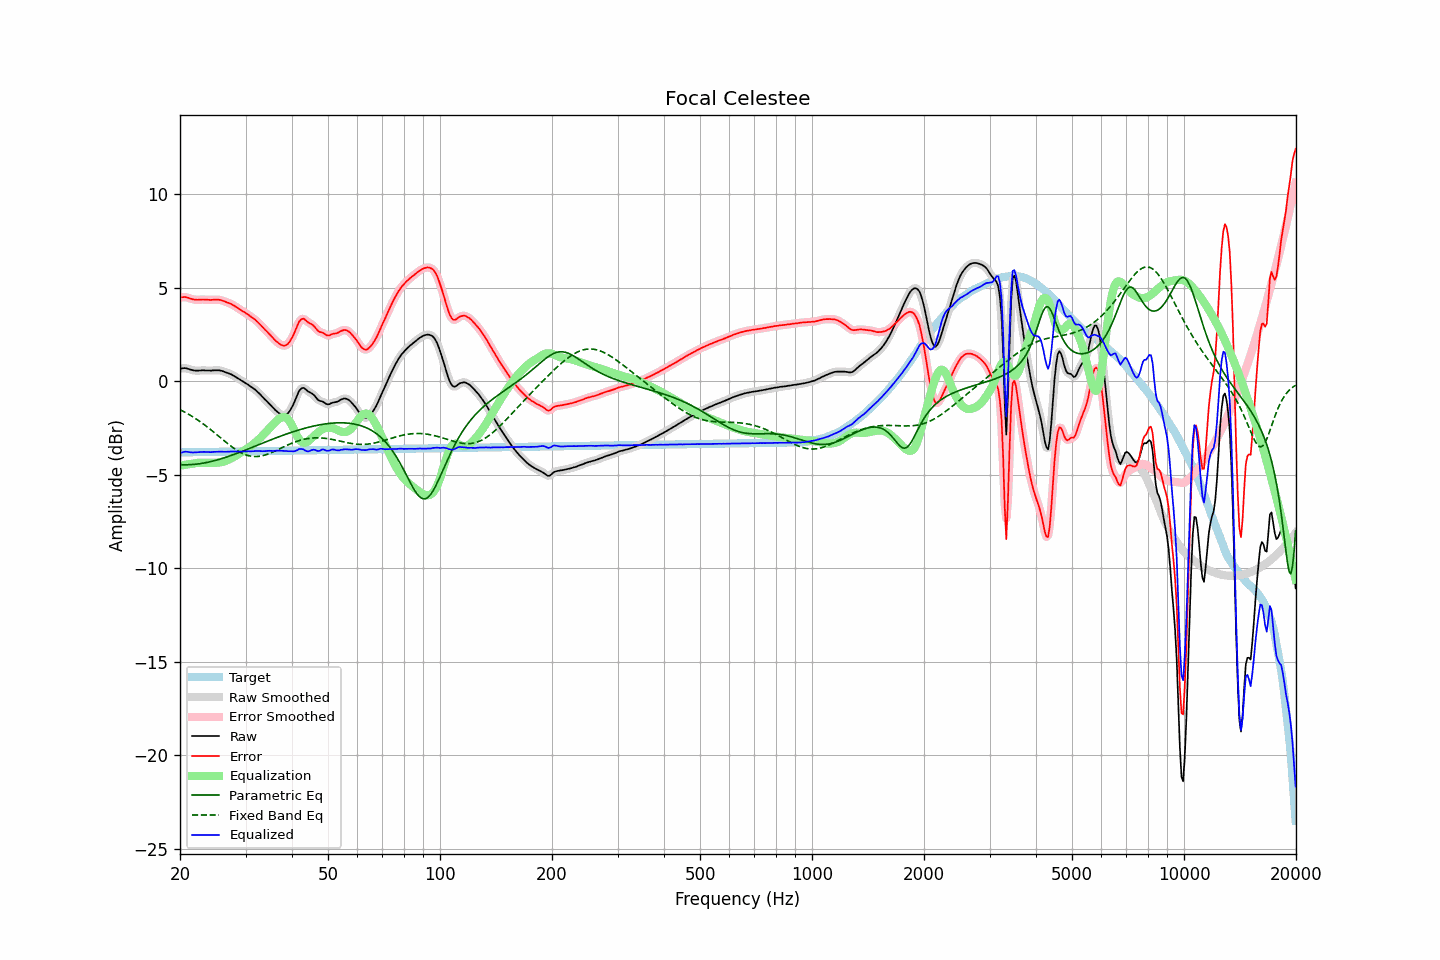 Focal Celestee
Amplitude (dBr)
10
5
0
−5
−10
−15
−20
−25
Target
Raw Smoothed
Error Smoothed
Raw
Error
Equalization
Parametric Eq
Fixed Band Eq
Equalized
20 50 100 200 500 1000 2000 5000 10000 20000
Frequency (Hz)